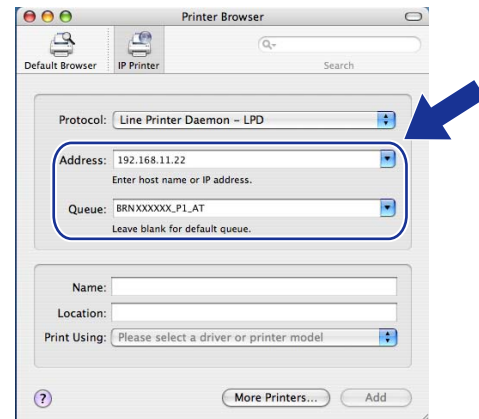 Printer Browser
Default Browser
IP Printer
Search
Protocol: Line Printer Daemon – LPD
Address: 192.168.11.22
Enter host name or IP address.
Queue: BRNXXXXXX_P1_AT
Leave blank for default queue.
Name:
Location:
Print Using: Please select a driver or printer model
? More Printers... Add